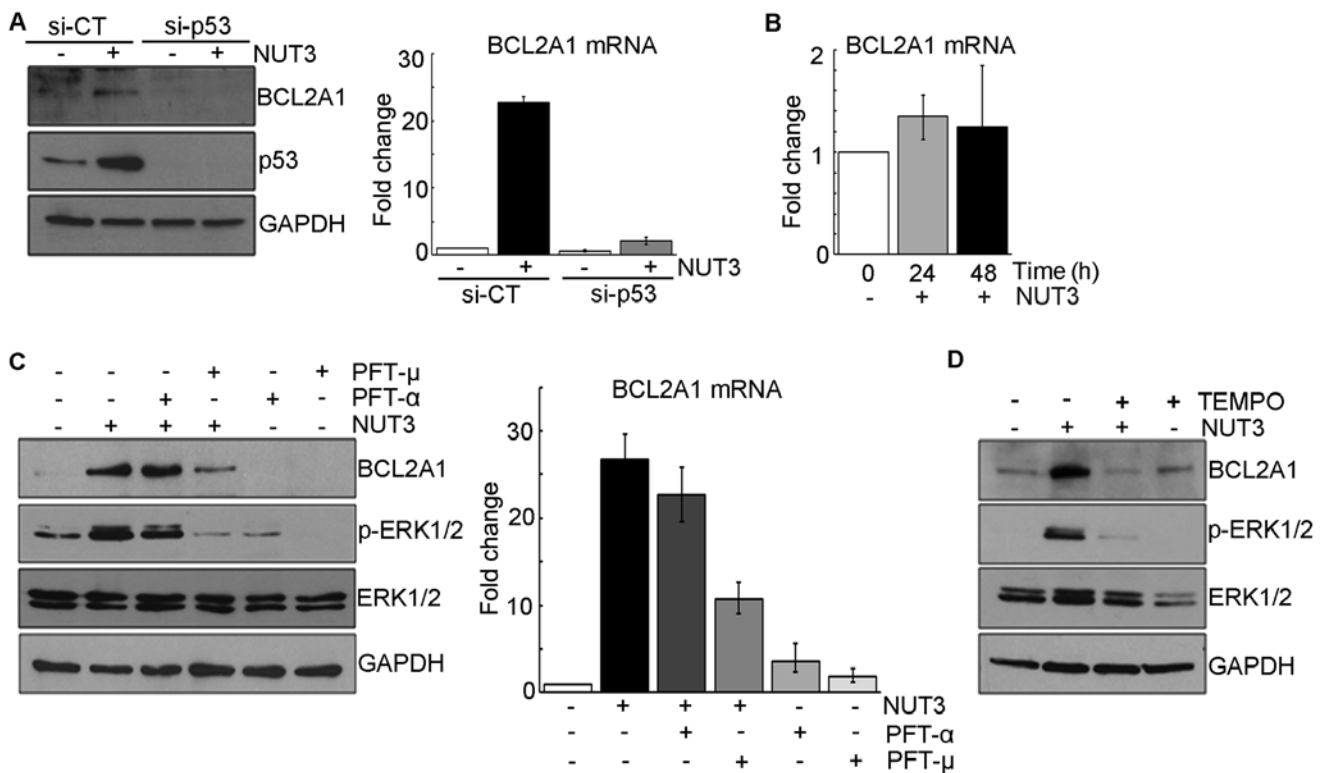 A
si-CT si-p53
- + - + NUT3
BCL2A1
p53
GAPDH
BCL2A1 mRNA
Fold change
30
20
10
0
- + - + NUT3
si-CT si-p53
B
BCL2A1 mRNA
Fold change
2
1
0
0 24 48 Time (h)
- + + NUT3
C
- - - + - + PFT-μ
- - + - + - PFT-α
- + + + - - NUT3
BCL2A1
p-ERK1/2
ERK1/2
GAPDH
BCL2A1 mRNA
Fold change
30
20
10
0
- + + + - - NUT3
- - + - + - PFT-α
- - - + - + PFT-μ
D
- - + + TEMPO
- + + - NUT3
BCL2A1
p-ERK1/2
ERK1/2
GAPDH